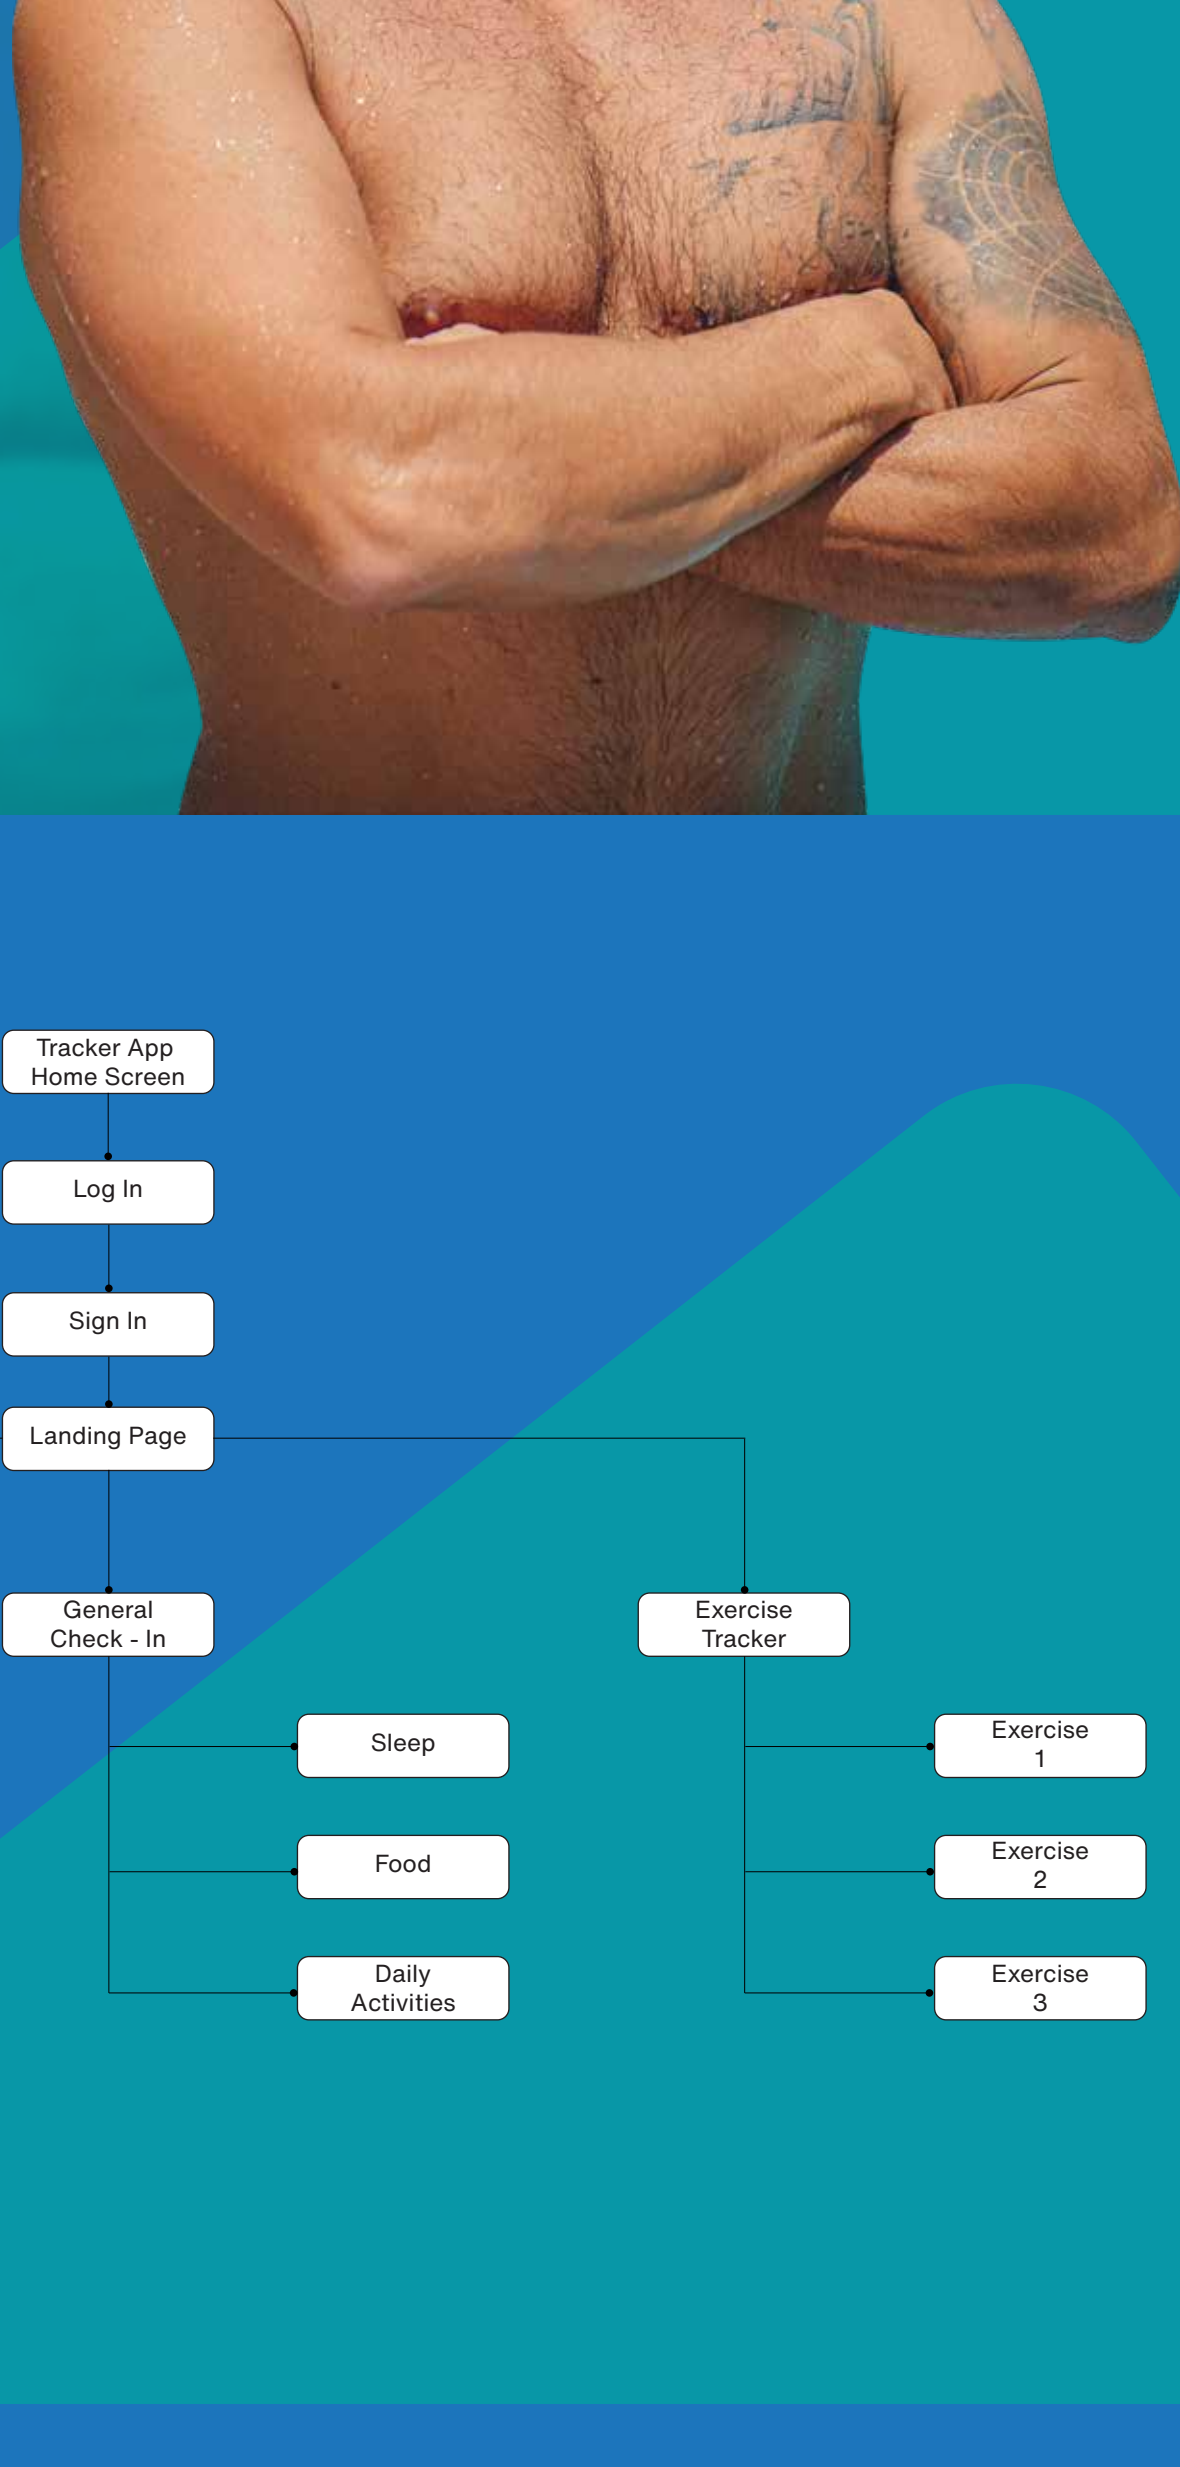 Tracker App
Home Screen
Log In
Sign In
Landing Page
General
Check - In
Exercise
Tracker
Sleep
Exercise
1
Food
Exercise
2
Daily
Activities
Exercise
3